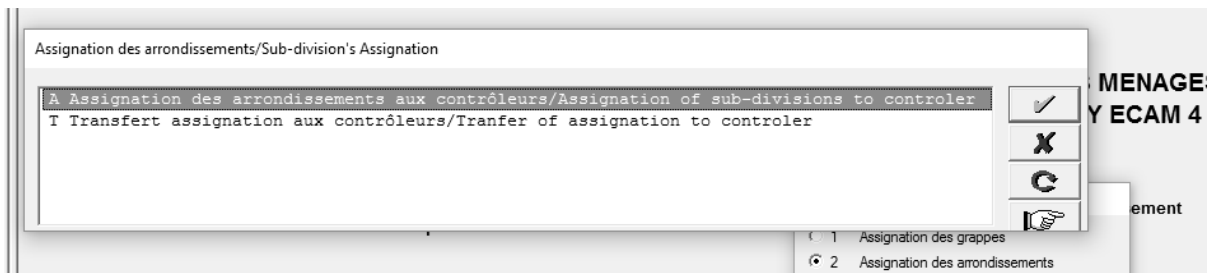 Assignation des arrondissements/Sub-division's Assignation
A Assignation des arrondissements aux contrôleurs/Assignation of sub-divisions to controler
T Transfert assignation aux contrôleurs/Tranfer of assignation to controler
MENAGES
Y ECAM 4
ement
1 Assignation des grappes
2 Assignation des arrondissements